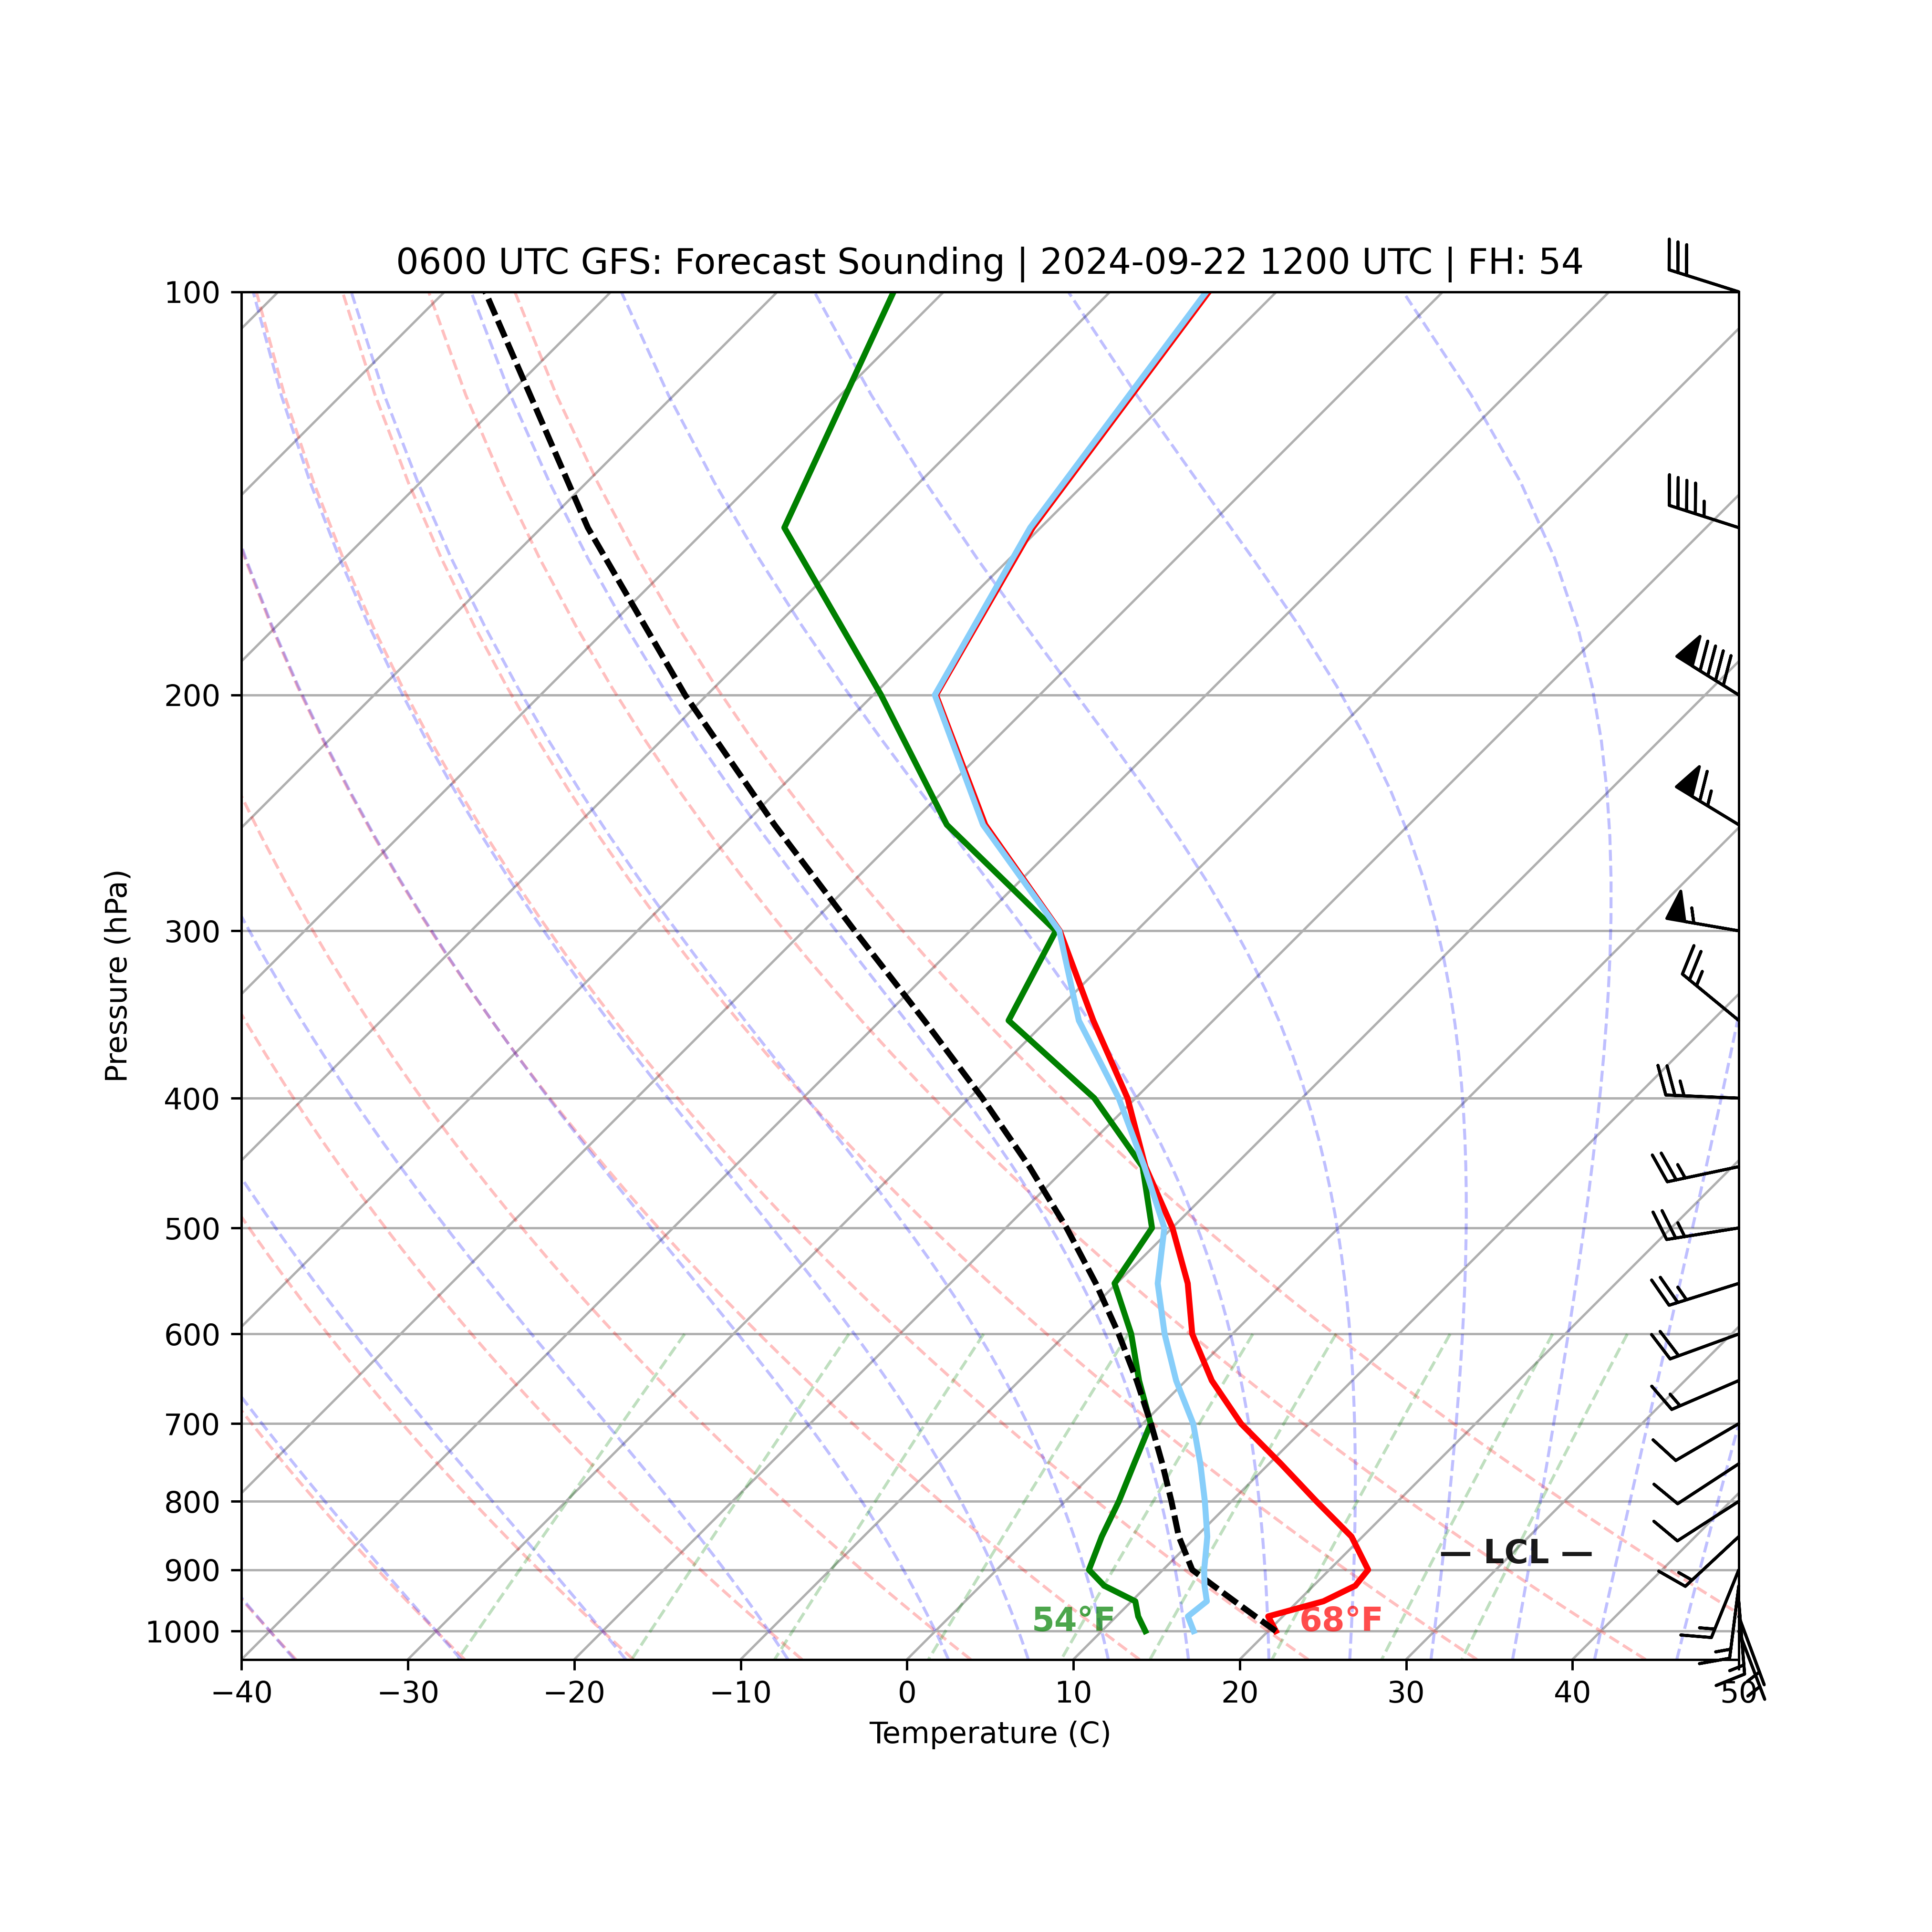 0600 UTC GFS: Forecast Sounding | 2024-09-22 1200 UTC | FH: 54
100
200
300
400
500
600
700
800
900
1000
Pressure (hPa)
— LCL —
54°F
68°F
−40 −30 −20 −10 0 10 20 30 40 50
Temperature (C)